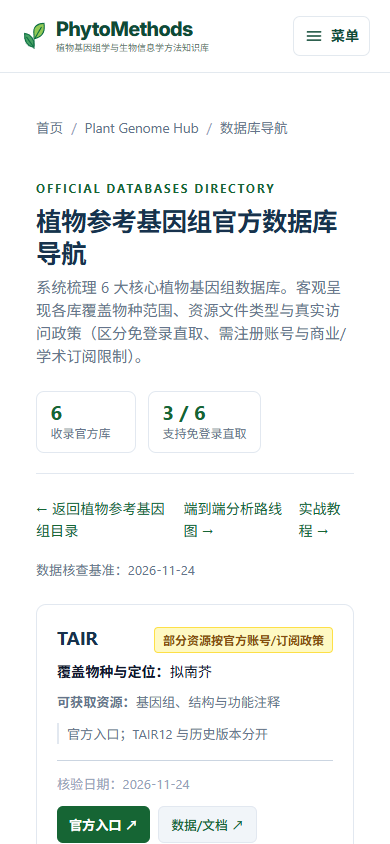 PhytoMethods
植物基因组学与生物信息学方法知识库
菜单
首页 / Plant Genome Hub / 数据库导航
OFFICIAL DATABASES DIRECTORY
植物参考基因组官方数据库
导航
系统梳理 6 大核心植物基因组数据库。客观呈
现各库覆盖物种范围、资源文件类型与真实访
问政策（区分免登录直取、需注册账号与商业/
学术订阅限制）。
6
收录官方库
3 / 6
支持免登录直取
← 返回植物参考基因
组目录
端到端分析路线
图 →
实战教
程 →
数据核查基准：2026-11-24
TAIR
部分资源按官方账号/订阅政策
覆盖物种与定位：拟南芥
可获取资源：基因组、结构与功能注释
官方入口；TAIR12 与历史版本分开
核验日期：2026-11-24
官方入口 ↗
数据/文档 ↗